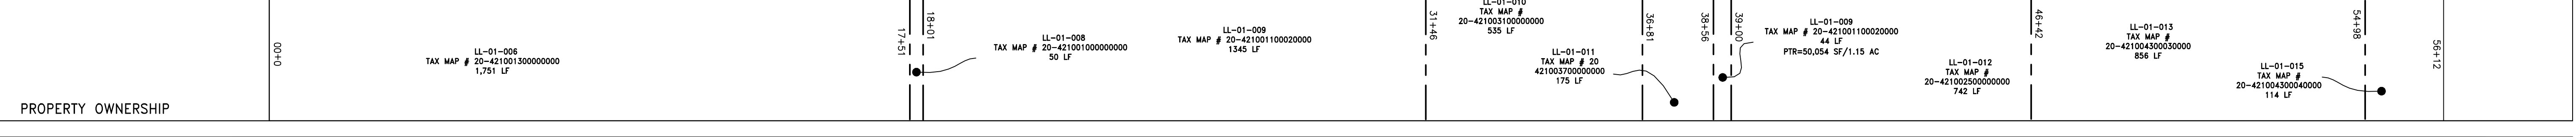 PROPERTY OWNERSHIP
0+00
LL-01-006
TAX MAP # 20-421001300000000
1,751 LF
17+51
18+01
LL-01-008
TAX MAP # 20-421001000000000
50 LF
LL-01-009
TAX MAP # 20-421001100020000
1345 LF
31+46
LL-01-010
TAX MAP #
20-421003100000000
535 LF
LL-01-011
TAX MAP # 20
421003700000000
175 LF
36+81
38+56
39+00
LL-01-009
TAX MAP # 20-421001100020000
44 LF
PTR=50,054 SF/1.15 AC
LL-01-012
TAX MAP #
20-421002500000000
742 LF
46+42
LL-01-013
TAX MAP #
20-421004300030000
856 LF
LL-01-015
TAX MAP #
20-421004300040000
114 LF
54+98
56+12